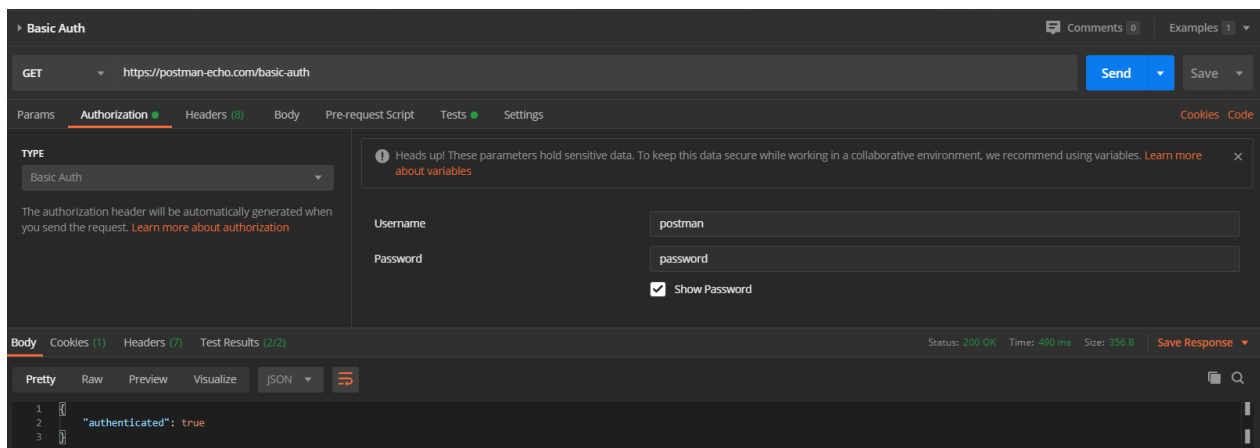 Basic Auth
Comments 0 Examples 1
GET https://postman-echo.com/basic-auth Send Save
Params Authorization Headers (8) Body Pre-request Script Tests Settings Cookies Code
TYPE
Basic Auth
The authorization header will be automatically generated when
you send the request. Learn more about authorization
Heads up! These parameters hold sensitive data. To keep this data secure while working in a collaborative environment, we recommend using variables. Learn more
about variables
Username postman
Password password
Show Password
Body Cookies (1) Headers (7) Test Results (2/2) Status: 200 OK Time: 490 ms Size: 356 B Save Response
Pretty Raw Preview Visualize JSON
1 {
2 "authenticated": true
3 }